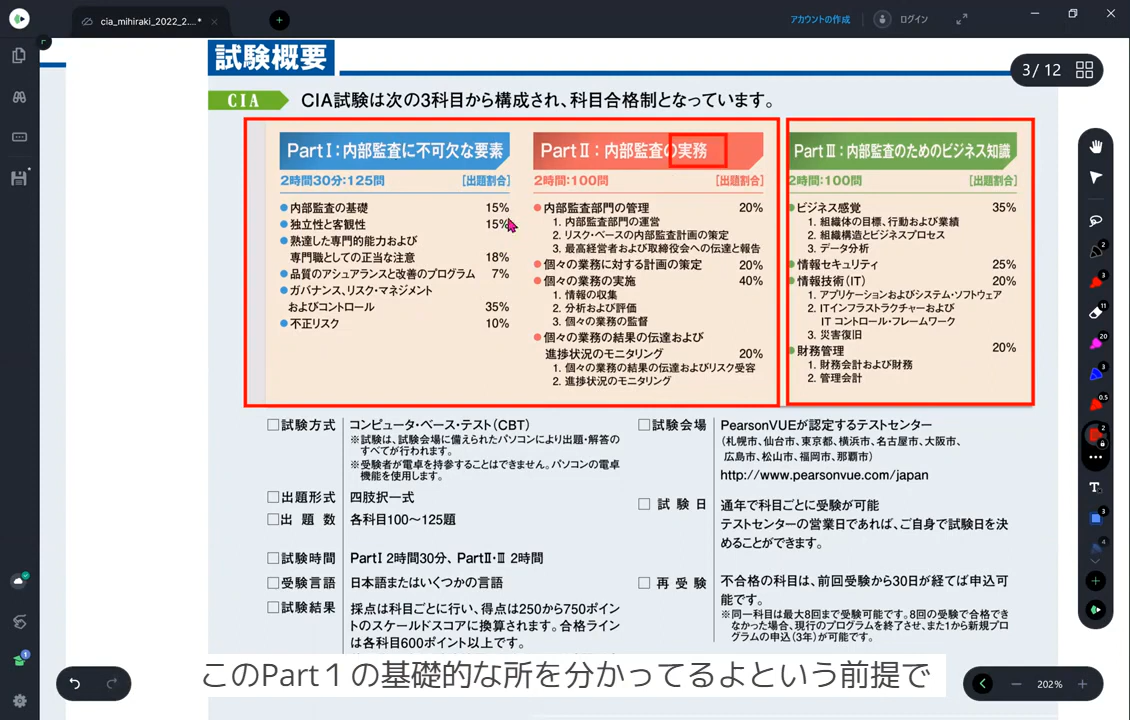 cia_mihiraki_2022_2....*
アカウントの作成
ログイン
3/12
試験概要
CIA
CIA試験は次の3科目から構成され、科目合格制となっています。
PartⅠ:内部監査に不可欠な要素
2時間30分:125問 [出題割合]
●内部監査の基礎 15%
●独立性と客観性 15%
●熟達した専門的能力および
専門職としての正当な注意 18%
●品質のアシュアランスと改善のプログラム 7%
●ガバナンス、リスク・マネジメント
およびコントロール 35%
●不正リスク 10%
PartⅡ:内部監査の実務
2時間:100問 [出題割合]
●内部監査部門の管理 20%
1. 内部監査部門の運営
2. リスク・ベースの内部監査計画の策定
3. 最高経営者および取締役会への伝達と報告
●個々の業務に対する計画の策定 20%
●個々の業務の実施 40%
1. 情報の収集
2. 分析および評価
3. 個々の業務の監督
●個々の業務の結果の伝達および
進捗状況のモニタリング 20%
1. 個々の業務の結果の伝達およびリスク受容
2. 進捗状況のモニタリング
PartⅢ:内部監査のためのビジネス知識
2時間:100問 [出題割合]
●ビジネス感覚 35%
1. 組織体の目標、行動および業績
2. 組織構造とビジネスプロセス
3. データ分析
●情報セキュリティ 25%
●情報技術(IT) 20%
1. アプリケーションおよびシステム・ソフトウェア
2. ITインフラストラクチャーおよび
IT コントロール・フレームワーク
3. 災害復旧
●財務管理 20%
1. 財務会計および財務
2. 管理会計
□試験方式 コンピュータ・ベース・テスト(CBT)
※試験は、試験会場に備えられたパソコンにより出題・解答の
すべてが行われます。
※受験者が電卓を持参することはできません。パソコンの電卓
機能を使用します。
□出題形式 四肢択一式
□出題数 各科目100〜125題
□試験時間 PartⅠ 2時間30分、PartⅡ・Ⅲ 2時間
□受験言語 日本語またはいくつかの言語
□試験結果 採点は科目ごとに行い、得点は250から750ポイン
トのスケールドスコアに換算されます。合格ライン
は各科目600ポイント以上です。
□試験会場 PearsonVUEが認定するテストセンター
(札幌市、仙台市、東京都、横浜市、名古屋市、大阪市、
広島市、松山市、福岡市、那覇市)
http://www.pearsonvue.com/japan
□試験日 通年で科目ごとに受験が可能
テストセンターの営業日であれば、ご自身で試験日を決
めることができます。
□再受験 不合格の科目は、前回受験から30日が経てば申込可
能です。
※同一科目は最大8回まで受験可能です。8回の受験で合格でき
なかった場合、現行のプログラムを終了させ、また1から新規プロ
グラムの申込(3年)が可能です。
このPart１の基礎的な所を分かってるよという前提で
202%
2
3
11
20
3
0.5
2
T
3
4
1